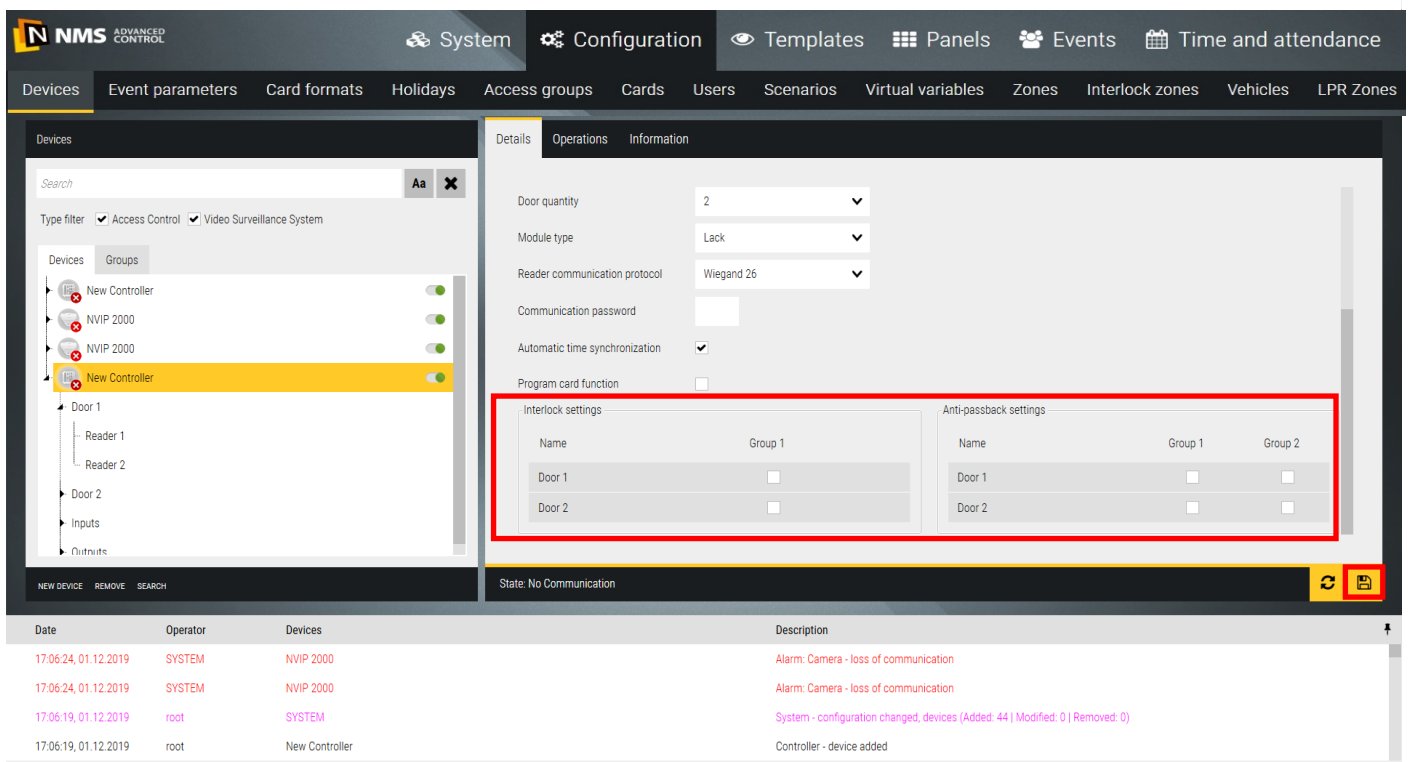 N NMS ADVANCED CONTROL
System Configuration Templates Panels Events Time and attendance
Devices Event parameters Card formats Holidays Access groups Cards Users Scenarios Virtual variables Zones Interlock zones Vehicles LPR Zones
Devices
Search Aa
Type filter Access Control Video Surveillance System
Devices Groups
New Controller
NVIP 2000
NVIP 2000
New Controller
Door 1
Reader 1
Reader 2
Door 2
Inputs
Outputs
NEW DEVICE REMOVE SEARCH
Details Operations Information
Door quantity 2
Module type Lack
Reader communication protocol Wiegand 26
Communication password
Automatic time synchronization
Program card function
Interlock settings
Name Group 1
Door 1
Door 2
Anti-passback settings
Name Group 1 Group 2
Door 1
Door 2
State: No Communication
Date Operator Devices Description
17:06:24, 01.12.2019 SYSTEM NVIP 2000 Alarm: Camera - loss of communication
17:06:24, 01.12.2019 SYSTEM NVIP 2000 Alarm: Camera - loss of communication
17:06:19, 01.12.2019 root SYSTEM System - configuration changed, devices (Added: 44 | Modified: 0 | Removed: 0)
17:06:19, 01.12.2019 root New Controller Controller - device added